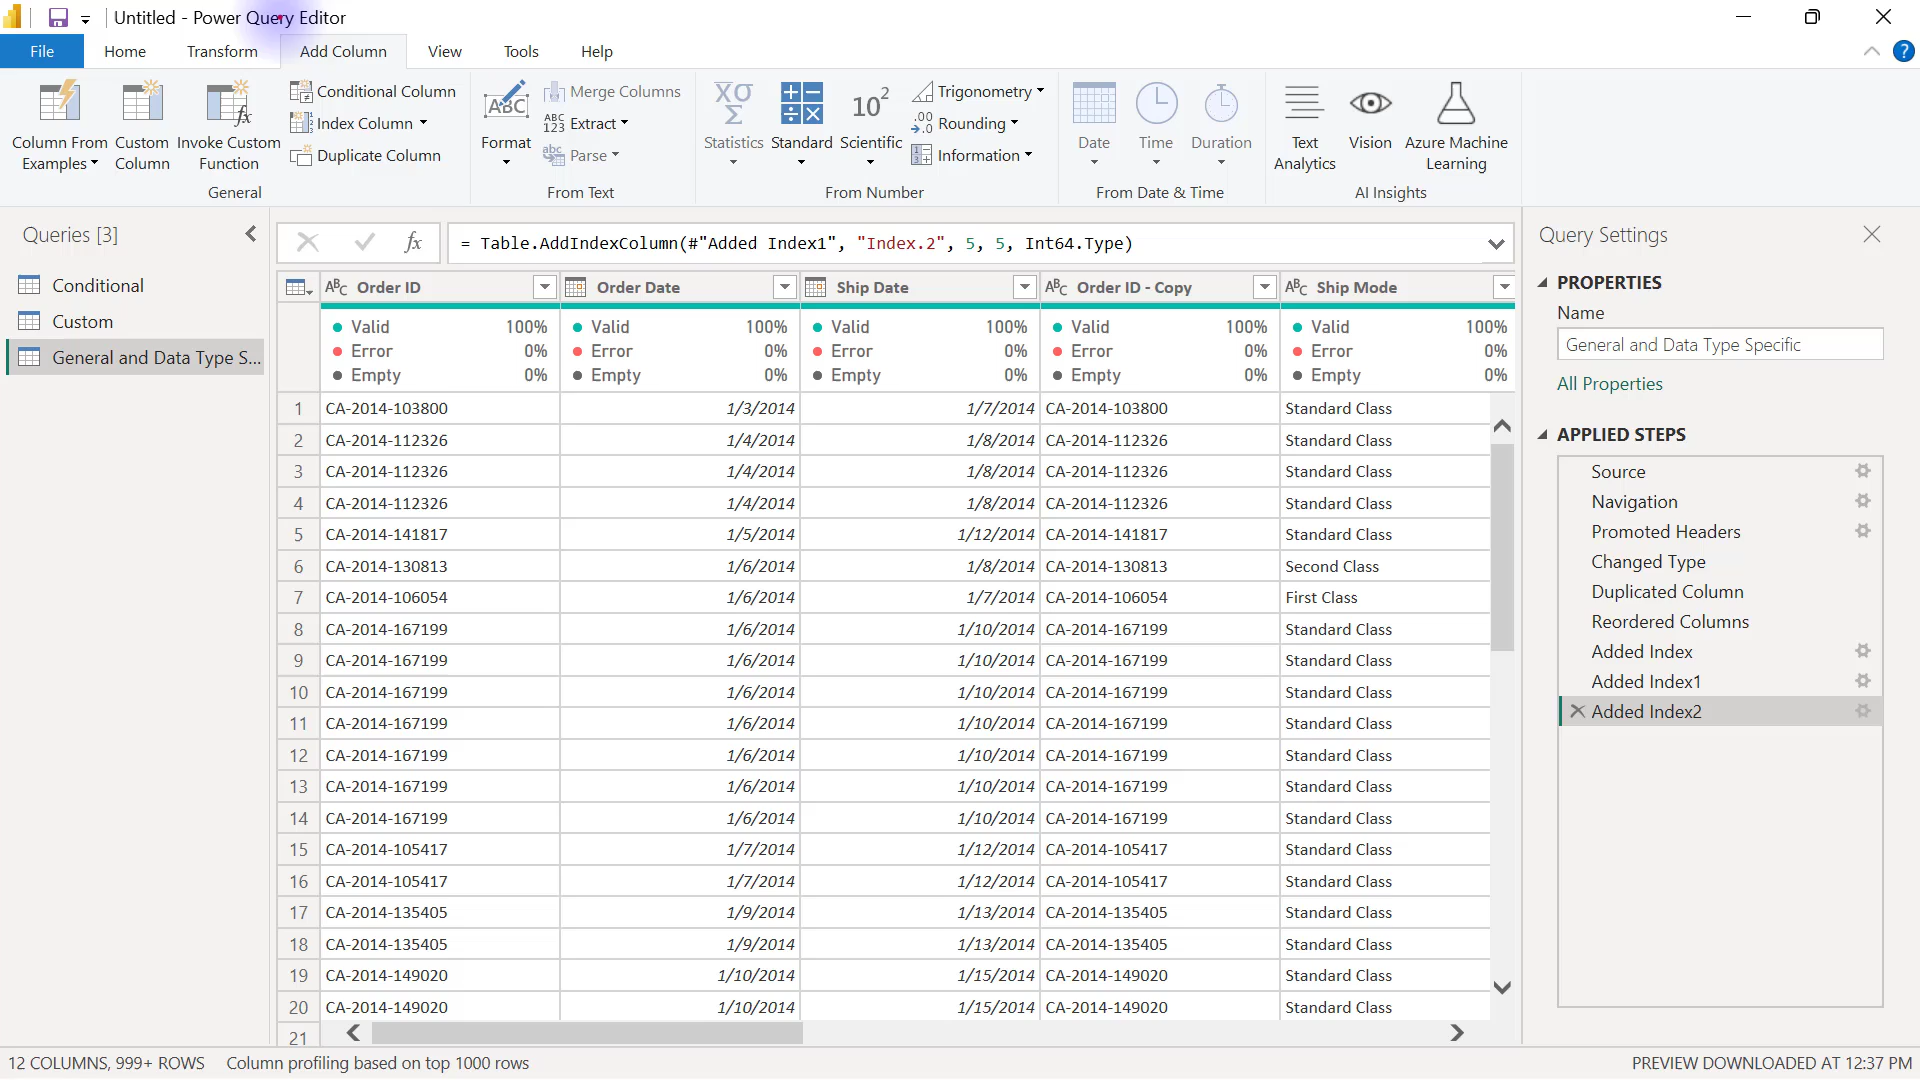 Untitled - Power Query Editor
File Home Transform Add Column View Tools Help
Column From Examples
Custom Column
Invoke Custom Function
Conditional Column
Index Column
Duplicate Column
General
ABC
Format
Merge Columns
ABC 123 Extract
abc Parse
From Text
Χσ Σ
Statistics
Standard
10²
Scientific
Trigonometry
.00 .0 Rounding
Information
From Number
Date
Time
Duration
From Date & Time
Text Analytics
Vision
Azure Machine Learning
AI Insights
Queries [3]
Conditional
Custom
General and Data Type S...
fx = Table.AddIndexColumn(#"Added Index1", "Index.2", 5, 5, Int64.Type)
ABC Order ID Order Date Ship Date ABC Order ID - Copy ABC Ship Mode
Valid 100% Valid 100% Valid 100% Valid 100% Valid 100%
Error 0% Error 0% Error 0% Error 0% Error 0%
Empty 0% Empty 0% Empty 0% Empty 0% Empty 0%
1 CA-2014-103800 1/3/2014 1/7/2014 CA-2014-103800 Standard Class
2 CA-2014-112326 1/4/2014 1/8/2014 CA-2014-112326 Standard Class
3 CA-2014-112326 1/4/2014 1/8/2014 CA-2014-112326 Standard Class
4 CA-2014-112326 1/4/2014 1/8/2014 CA-2014-112326 Standard Class
5 CA-2014-141817 1/5/2014 1/12/2014 CA-2014-141817 Standard Class
6 CA-2014-130813 1/6/2014 1/8/2014 CA-2014-130813 Second Class
7 CA-2014-106054 1/6/2014 1/7/2014 CA-2014-106054 First Class
8 CA-2014-167199 1/6/2014 1/10/2014 CA-2014-167199 Standard Class
9 CA-2014-167199 1/6/2014 1/10/2014 CA-2014-167199 Standard Class
10 CA-2014-167199 1/6/2014 1/10/2014 CA-2014-167199 Standard Class
11 CA-2014-167199 1/6/2014 1/10/2014 CA-2014-167199 Standard Class
12 CA-2014-167199 1/6/2014 1/10/2014 CA-2014-167199 Standard Class
13 CA-2014-167199 1/6/2014 1/10/2014 CA-2014-167199 Standard Class
14 CA-2014-167199 1/6/2014 1/10/2014 CA-2014-167199 Standard Class
15 CA-2014-105417 1/7/2014 1/12/2014 CA-2014-105417 Standard Class
16 CA-2014-105417 1/7/2014 1/12/2014 CA-2014-105417 Standard Class
17 CA-2014-135405 1/9/2014 1/13/2014 CA-2014-135405 Standard Class
18 CA-2014-135405 1/9/2014 1/13/2014 CA-2014-135405 Standard Class
19 CA-2014-149020 1/10/2014 1/15/2014 CA-2014-149020 Standard Class
20 CA-2014-149020 1/10/2014 1/15/2014 CA-2014-149020 Standard Class
21
Query Settings
PROPERTIES
Name
General and Data Type Specific
All Properties
APPLIED STEPS
Source
Navigation
Promoted Headers
Changed Type
Duplicated Column
Reordered Columns
Added Index
Added Index1
Added Index2
12 COLUMNS, 999+ ROWS Column profiling based on top 1000 rows PREVIEW DOWNLOADED AT 12:37 PM